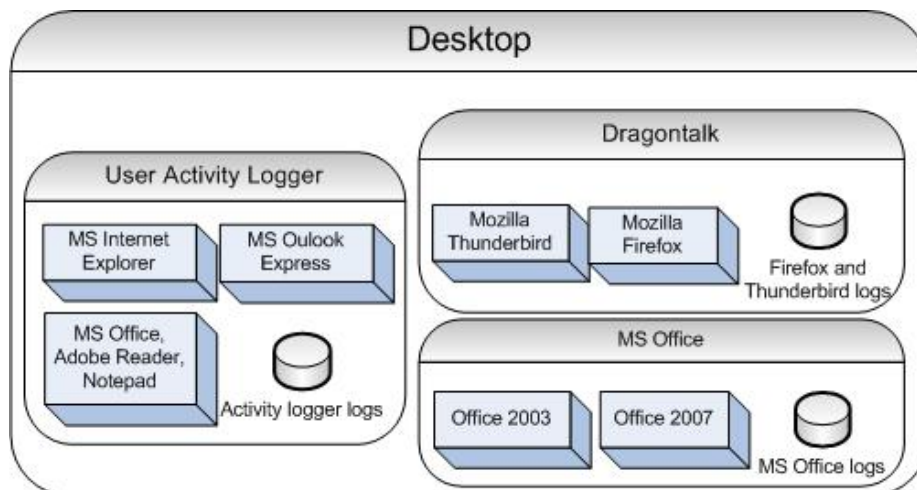 Desktop
User Activity Logger
MS Internet
Explorer
MS Oulook
Express
MS Office,
Adobe Reader,
Notepad
Activity logger logs
Dragontalk
Mozilla
Thunderbird
Mozilla
Firefox
Firefox and
Thunderbird logs
MS Office
Office 2003
Office 2007
MS Office logs